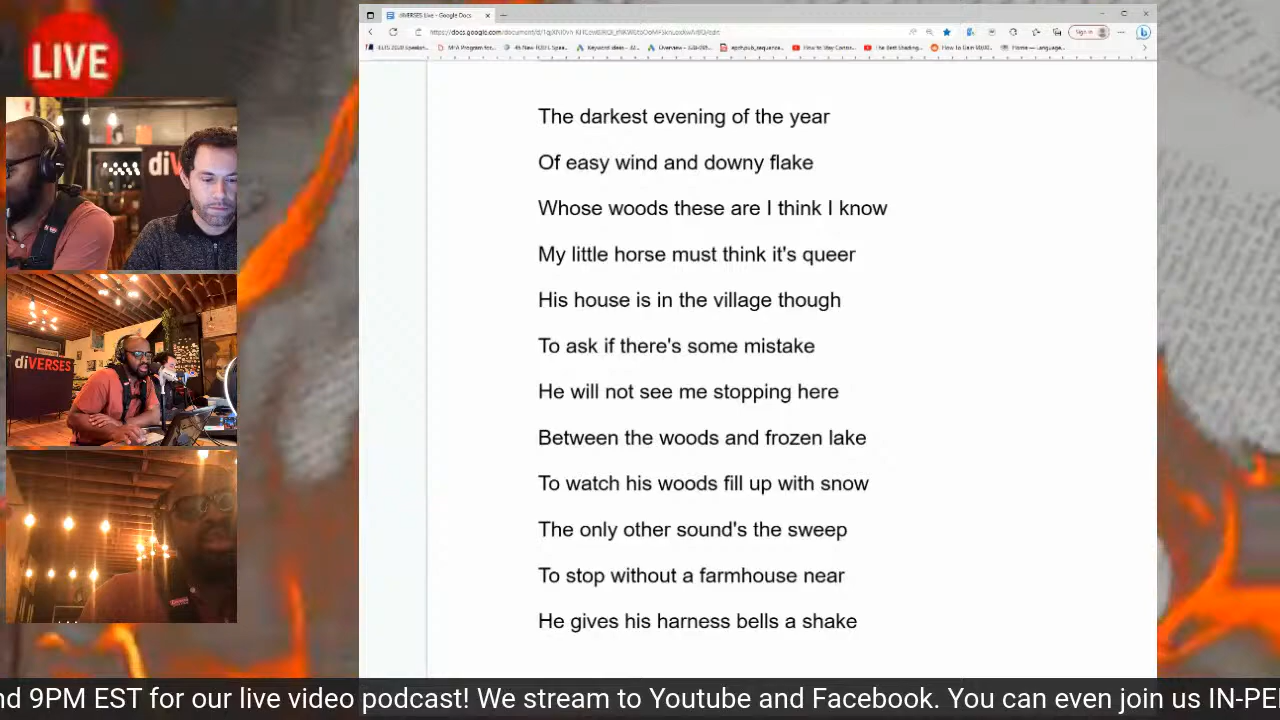 LIVE
diVERSES
diVERSES Live - Google Docs
Sign in
The darkest evening of the year
Of easy wind and downy flake
Whose woods these are I think I know
My little horse must think it's queer
His house is in the village though
To ask if there's some mistake
He will not see me stopping here
Between the woods and frozen lake
To watch his woods fill up with snow
The only other sound's the sweep
To stop without a farmhouse near
He gives his harness bells a shake
9PM EST for our live video podcast! We stream to Youtube and Facebook. You can even join us